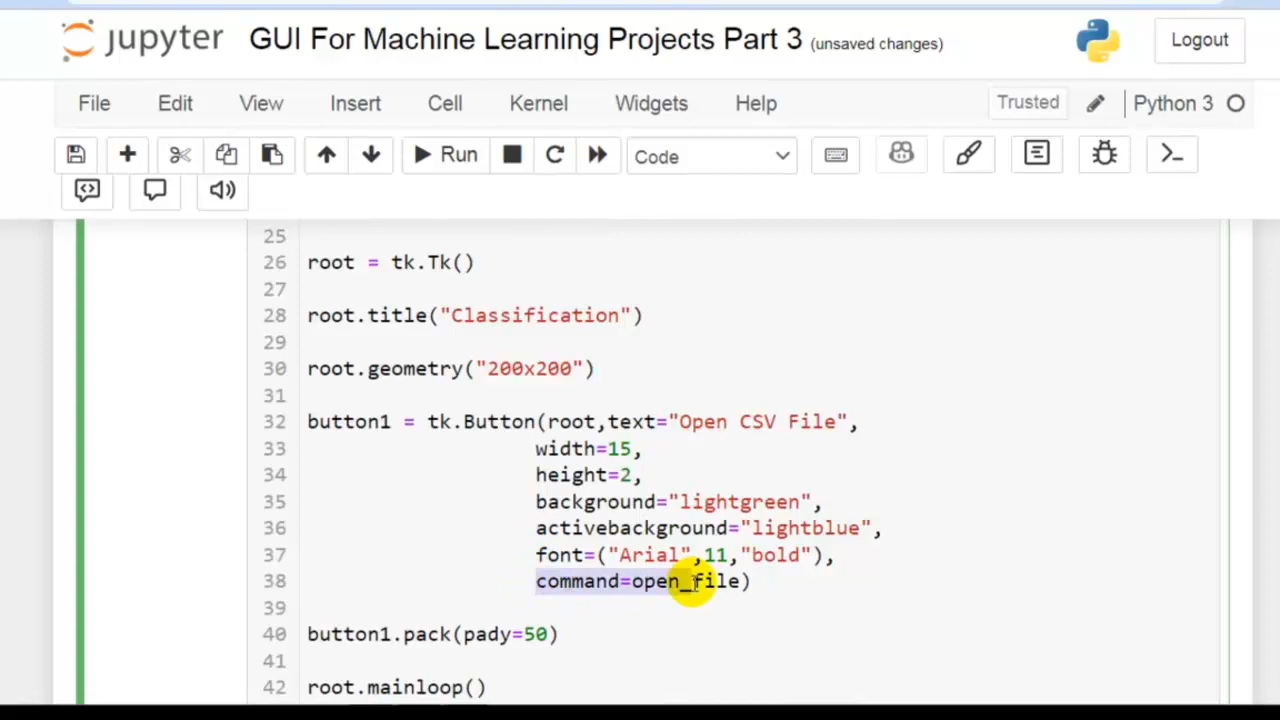 jupyter GUI For Machine Learning Projects Part 3 (unsaved changes) Logout
File Edit View Insert Cell Kernel Widgets Help Trusted Python 3
Run Code
25
26 root = tk.Tk()
27
28 root.title("Classification")
29
30 root.geometry("200x200")
31
32 button1 = tk.Button(root,text="Open CSV File",
33 width=15,
34 height=2,
35 background="lightgreen",
36 activebackground="lightblue",
37 font=("Arial",11,"bold"),
38 command=open_file)
39
40 button1.pack(pady=50)
41
42 root.mainloop()